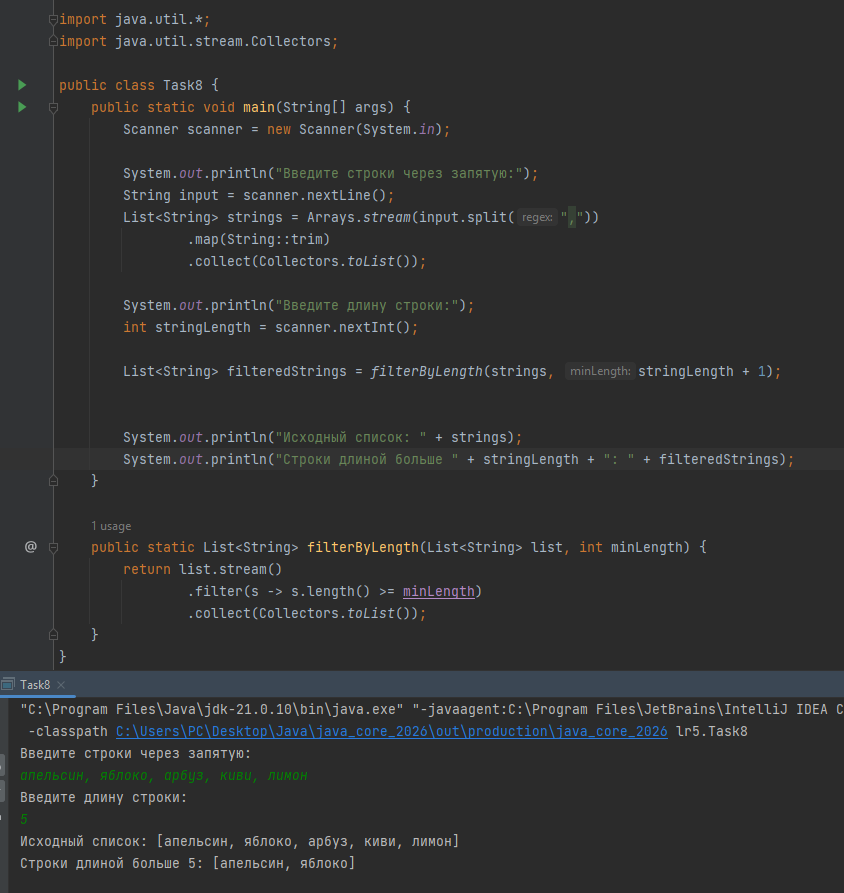 import java.util.*;
import java.util.stream.Collectors;
public class Task8 {
public static void main(String[] args) {
Scanner scanner = new Scanner(System.in);
System.out.println("Введите строки через запятую:");
String input = scanner.nextLine();
List<String> strings = Arrays.stream(input.split( regex: ","))
.map(String::trim)
.collect(Collectors.toList());
System.out.println("Введите длину строки:");
int stringLength = scanner.nextInt();
List<String> filteredStrings = filterByLength(strings, minLength: stringLength + 1);
System.out.println("Исходный список: " + strings);
System.out.println("Строки длиной больше " + stringLength + ": " + filteredStrings);
}
1 usage
@ public static List<String> filterByLength(List<String> list, int minLength) {
return list.stream()
.filter(s -> s.length() >= minLength)
.collect(Collectors.toList());
}
}
Task8 ×
"C:\Program Files\Java\jdk-21.0.10\bin\java.exe" "-javaagent:C:\Program Files\JetBrains\IntelliJ IDEA C
-classpath C:\Users\PC\Desktop\Java\java_core_2026\out\production\java_core_2026 lr5.Task8
Введите строки через запятую:
апельсин, яблоко, арбуз, киви, лимон
Введите длину строки:
5
Исходный список: [апельсин, яблоко, арбуз, киви, лимон]
Строки длиной больше 5: [апельсин, яблоко]